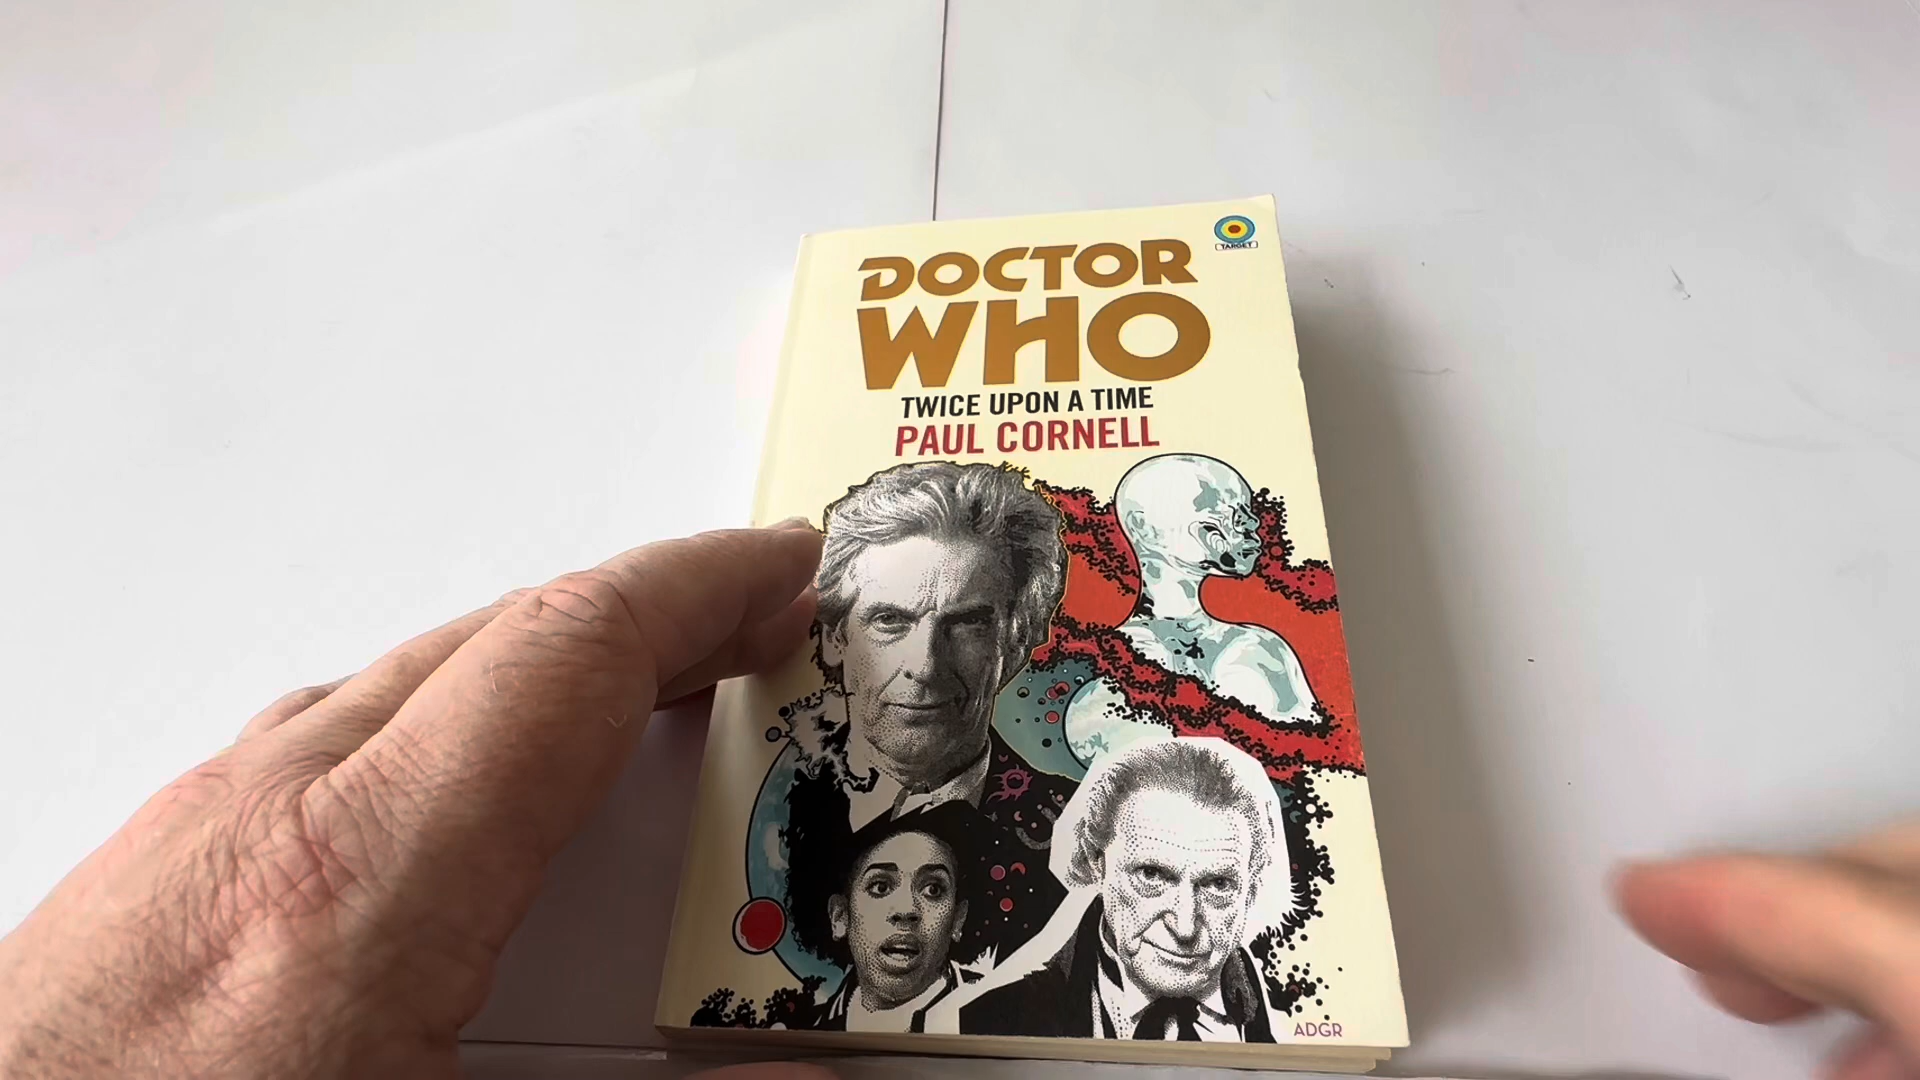 TARGET
DOCTOR
WHO
TWICE UPON A TIME
PAUL CORNELL
ADGR